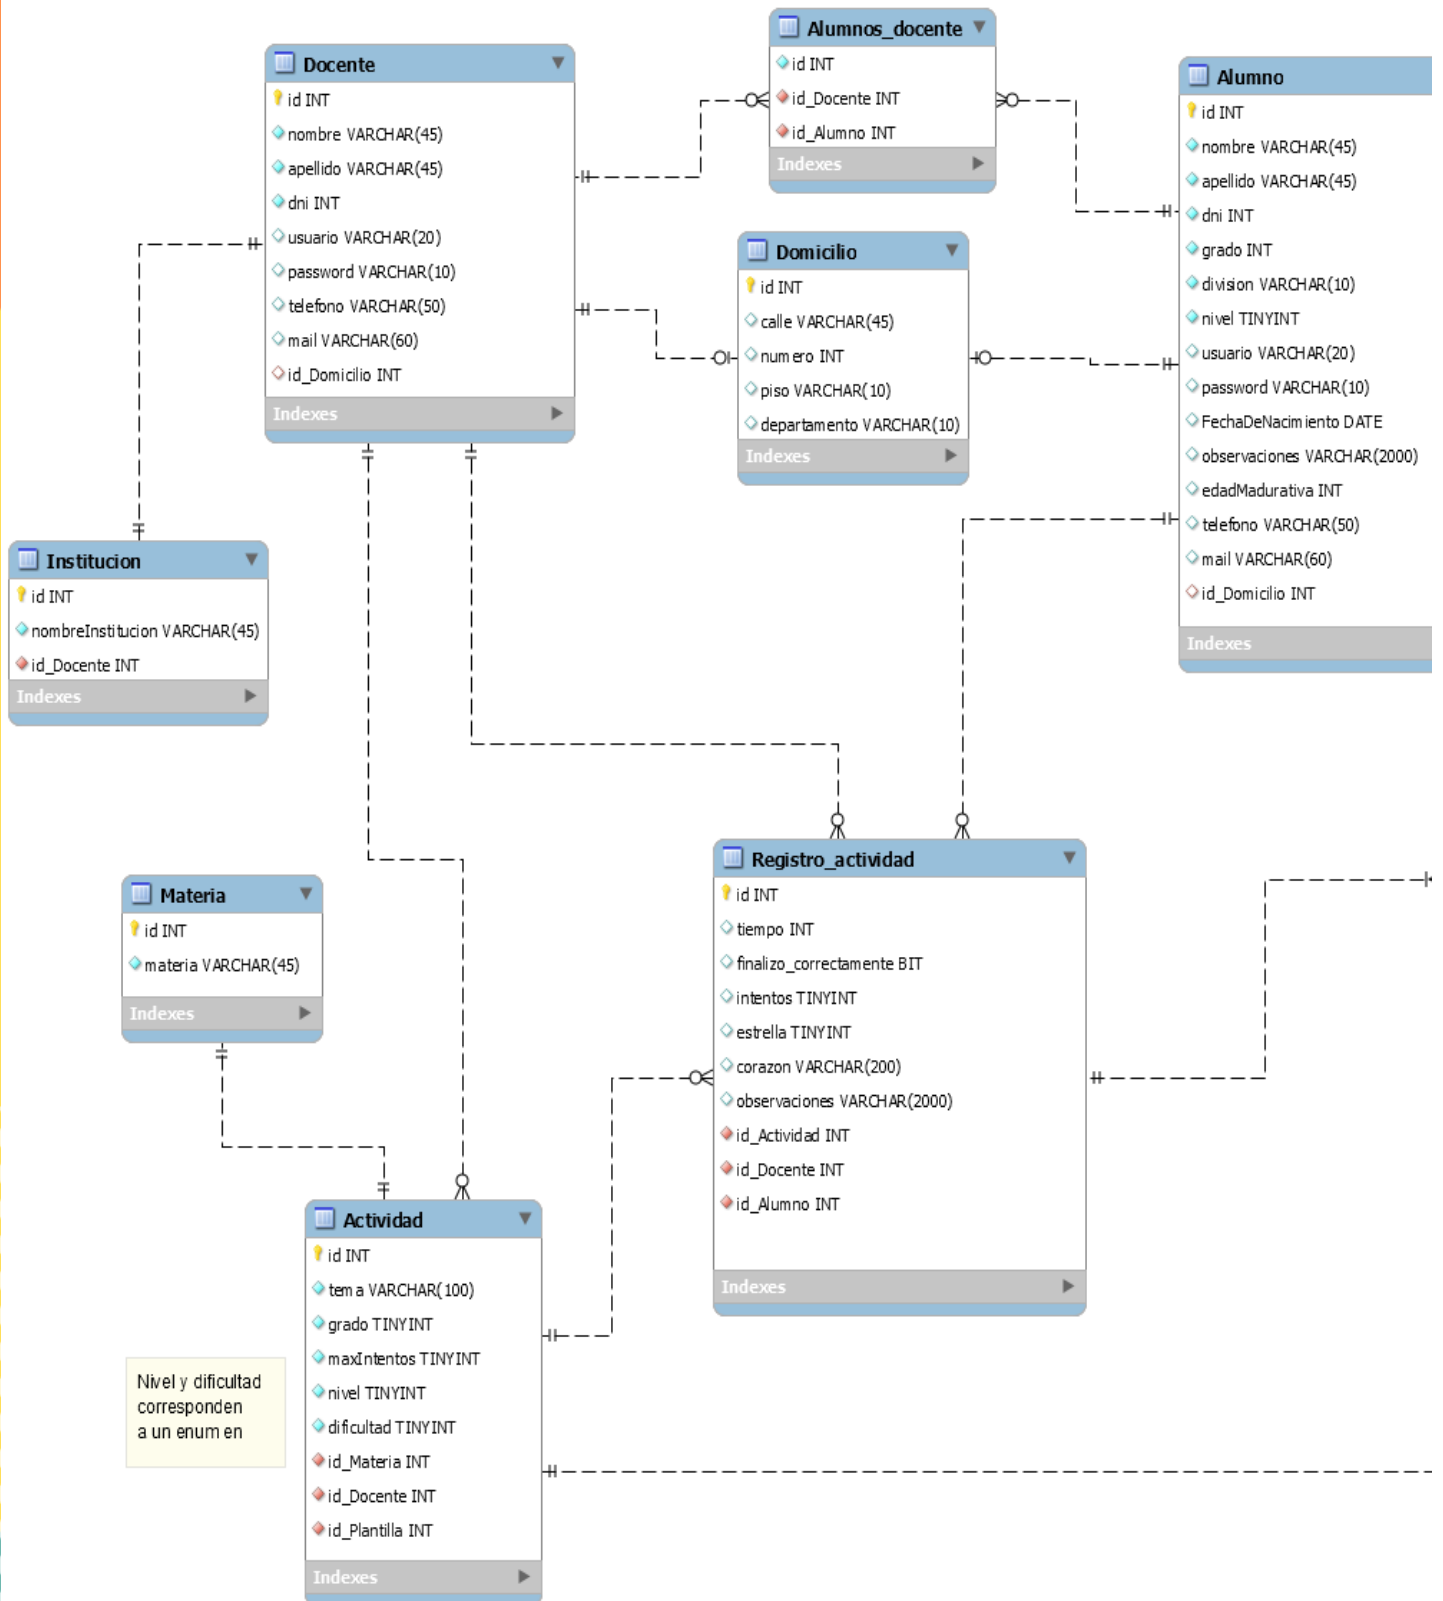 Docente
id INT
nombre VARCHAR(45)
apellido VARCHAR(45)
dni INT
usuario VARCHAR(20)
password VARCHAR(10)
telefono VARCHAR(50)
mail VARCHAR(60)
id_Domicilio INT
Indexes
Alumnos_docente
id INT
id_Docente INT
id_Alumno INT
Indexes
Alumno
id INT
nombre VARCHAR(45)
apellido VARCHAR(45)
dni INT
grado INT
division VARCHAR(10)
nivel TINYINT
usuario VARCHAR(20)
password VARCHAR(10)
FechaDeNacimiento DATE
observaciones VARCHAR(2000)
edadMadurativa INT
telefono VARCHAR(50)
mail VARCHAR(60)
id_Domicilio INT
Indexes
Domicilio
id INT
calle VARCHAR(45)
numero INT
piso VARCHAR(10)
departamento VARCHAR(10)
Indexes
Institucion
id INT
nombreInstitucion VARCHAR(45)
id_Docente INT
Indexes
Materia
id INT
materia VARCHAR(45)
Indexes
Registro_actividad
id INT
tiempo INT
finalizo_correctamente BIT
intentos TINYINT
estrella TINYINT
corazon VARCHAR(200)
observaciones VARCHAR(2000)
id_Actividad INT
id_Docente INT
id_Alumno INT
Indexes
Actividad
id INT
tema VARCHAR(100)
grado TINYINT
maxIntentos TINYINT
nivel TINYINT
dificultad TINYINT
id_Materia INT
id_Docente INT
id_Plantilla INT
Indexes
Nivel y dificultad
corresponden
a un enum en